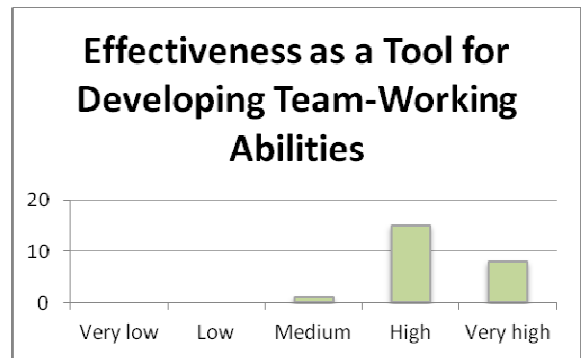 Effectiveness as a Tool for
Developing Team-Working
Abilities
20
10
0
Very low Low Medium High Very high